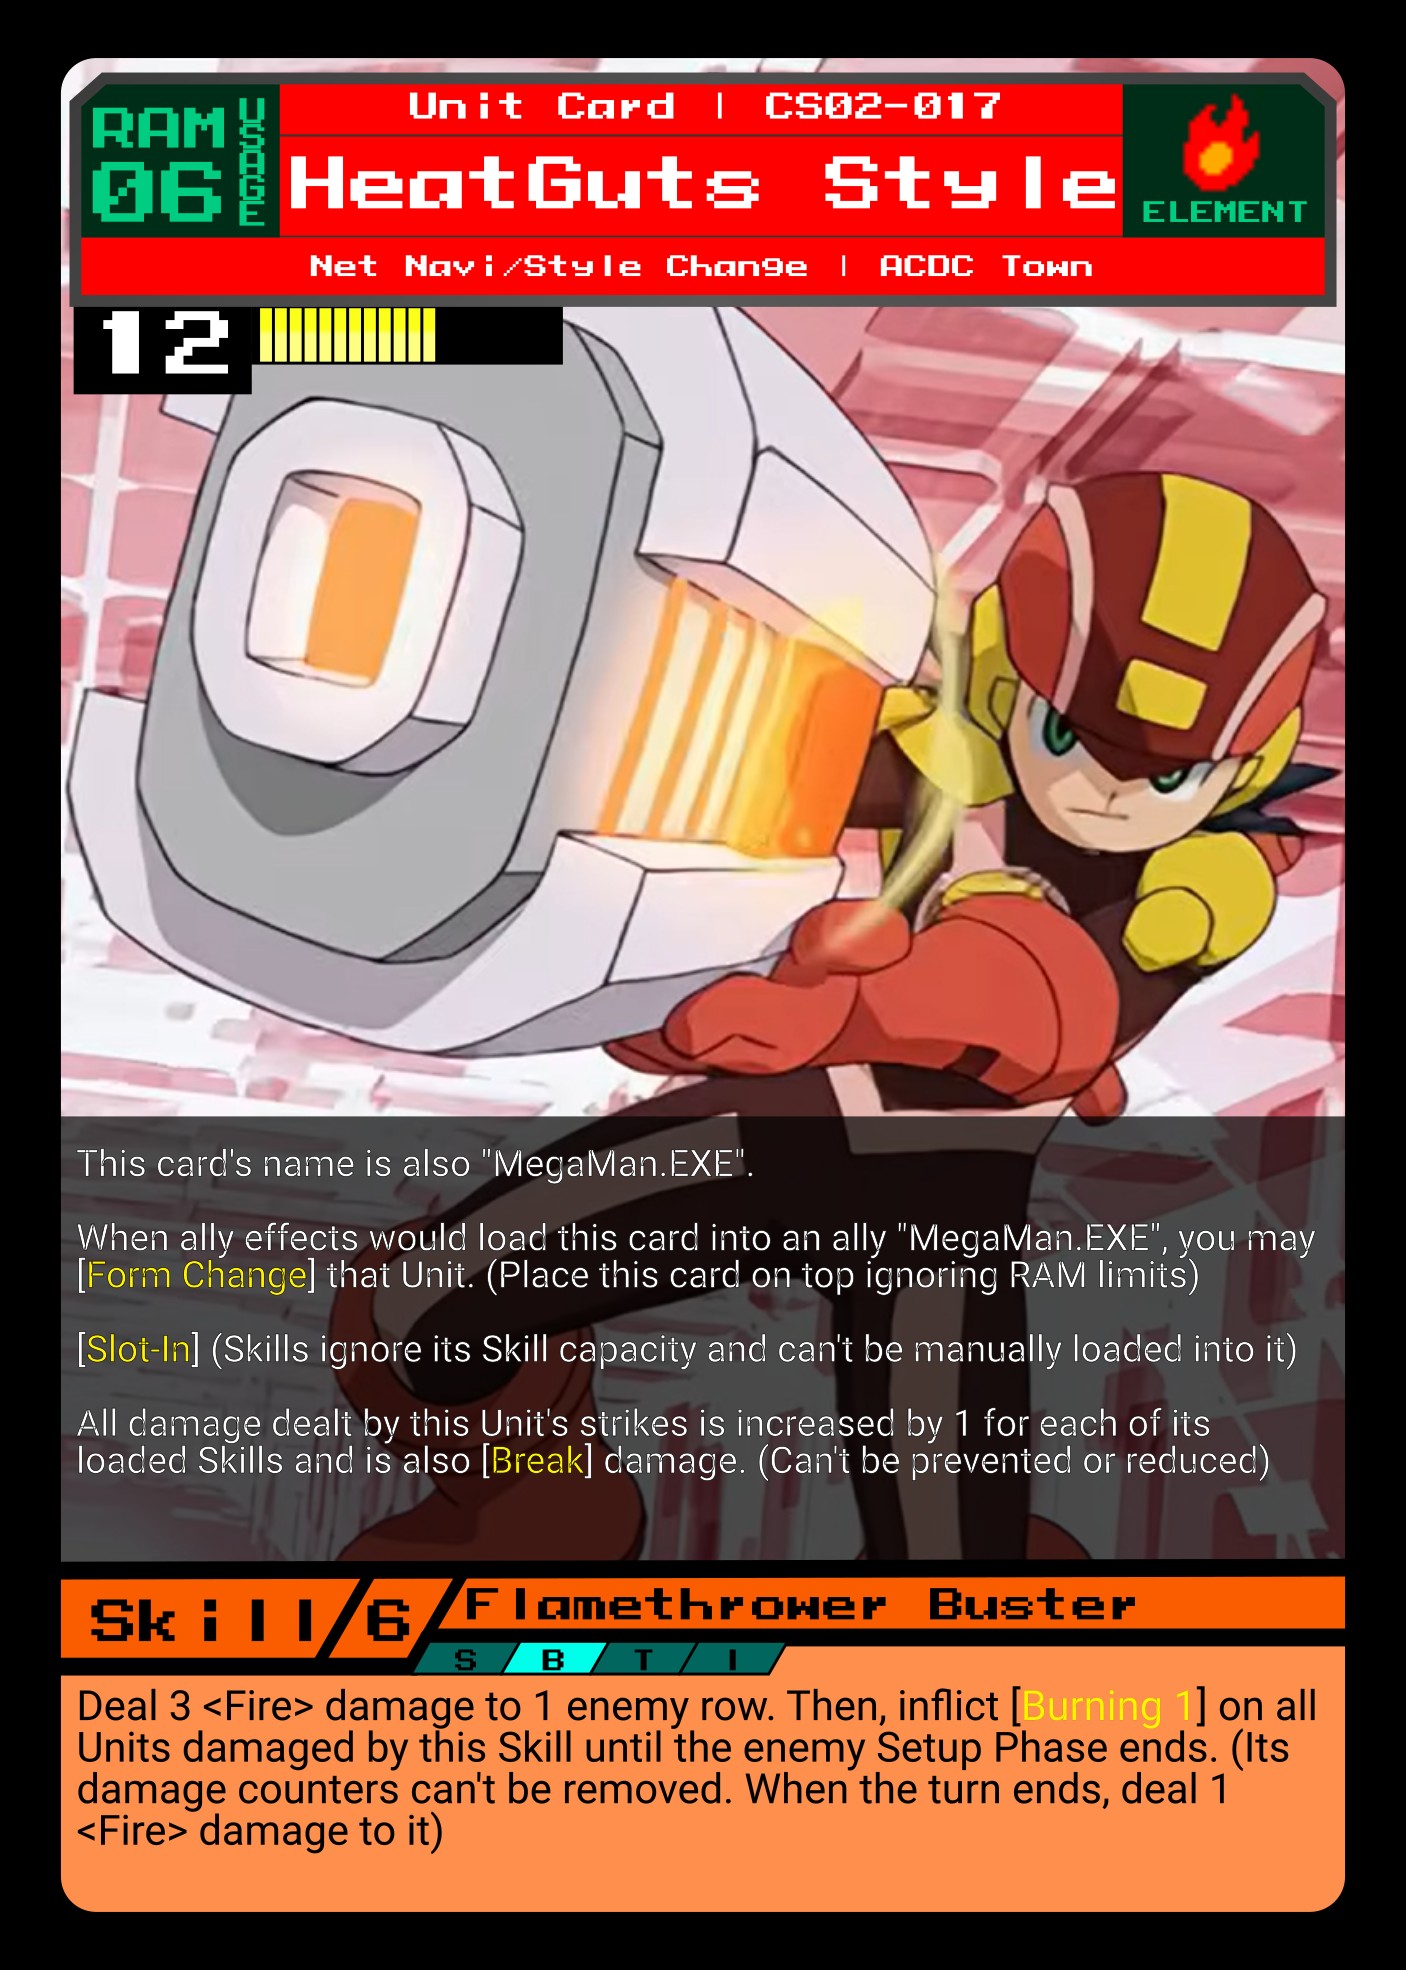 RAM
06
USAGE
Unit Card | CS02-017
HeatGuts Style
ELEMENT
Net Navi/Style Change | ACDC Town
12
This card's name is also "MegaMan.EXE".
When ally effects would load this card into an ally "MegaMan.EXE", you may
[Form Change] that Unit. (Place this card on top ignoring RAM limits)
[Slot-In] (Skills ignore its Skill capacity and can't be manually loaded into it)
All damage dealt by this Unit's strikes is increased by 1 for each of its
loaded Skills and is also [Break] damage. (Can't be prevented or reduced)
Skill/6/Flamethrower Buster
S B T I
Deal 3 <Fire> damage to 1 enemy row. Then, inflict [Burning 1] on all
Units damaged by this Skill until the enemy Setup Phase ends. (Its
damage counters can't be removed. When the turn ends, deal 1
<Fire> damage to it)